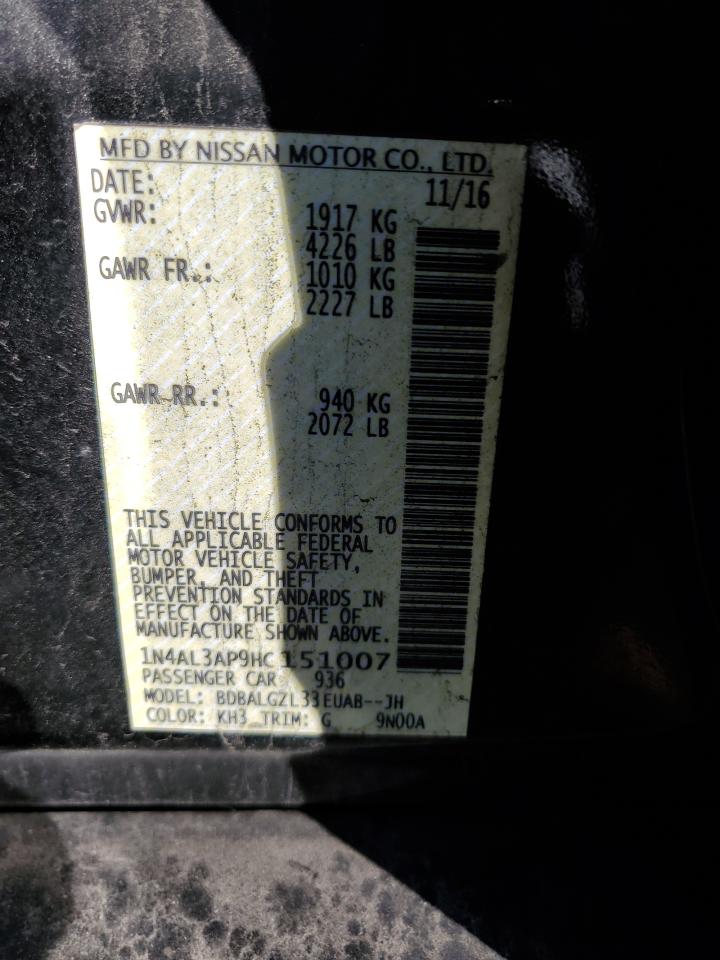 MFD BY NISSAN MOTOR CO., LTD.
DATE: 11/16
GVWR: 1917 KG
4226 LB
GAWR FR.: 1010 KG
2227 LB
GAWR RR.: 940 KG
2072 LB
THIS VEHICLE CONFORMS TO
ALL APPLICABLE FEDERAL
MOTOR VEHICLE SAFETY,
BUMPER, AND THEFT
PREVENTION STANDARDS IN
EFFECT ON THE DATE OF
MANUFACTURE SHOWN ABOVE.
1N4AL3AP9HC151007
PASSENGER CAR 936
MODEL: BDBALGZL33EUAB--JH
COLOR: KH3 TRIM: G 9N00A